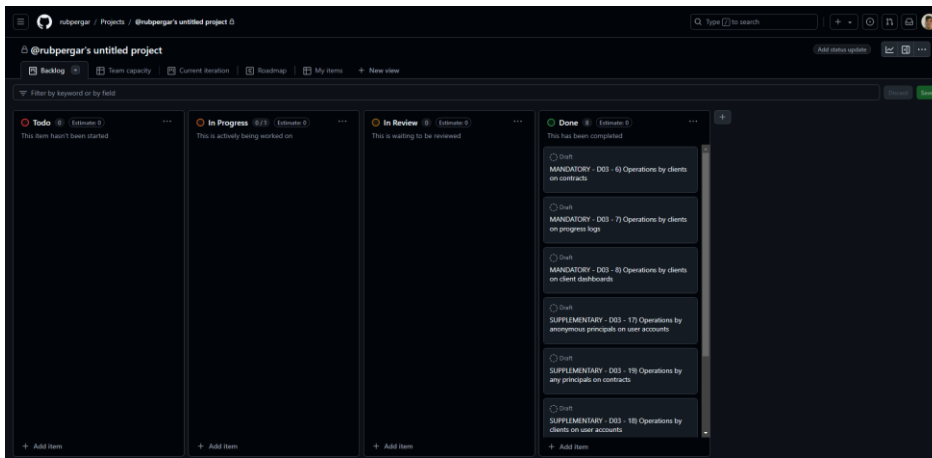 rubpergar / Projects / @rubpergar's untitled project
Type / to search
@rubpergar's untitled project
Add status update
Backlog
Team capacity
Current iteration
Roadmap
My items
+ New view
Filter by keyword or by field
Discard
Save
Todo 0 Estimate: 0
This item hasn't been started
In Progress 0 / 3 Estimate: 0
This is actively being worked on
In Review 0 Estimate: 0
This is waiting to be reviewed
Done Estimate: 0
This has been completed
Draft
MANDATORY - D03 - 6) Operations by clients
on contracts
Draft
MANDATORY - D03 - 7) Operations by clients
on progress logs
Draft
MANDATORY - D03 - 8) Operations by clients
on client dashboards
Draft
SUPPLEMENTARY - D03 - 17) Operations by
anonymous principals on user accounts
Draft
SUPPLEMENTARY - D03 - 19) Operations by
any principals on contracts
Draft
SUPPLEMENTARY - D03 - 18) Operations by
clients on user accounts
+ Add item
+ Add item
+ Add item
+ Add item